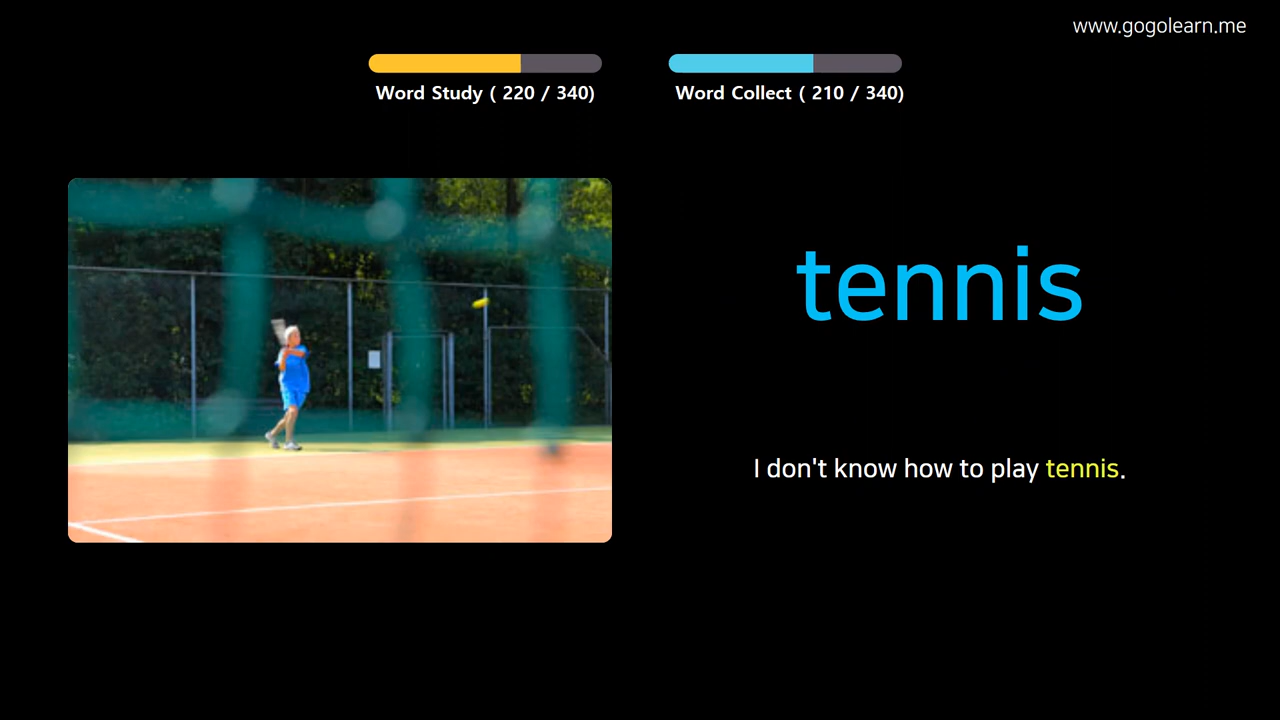 www.gogolearn.me
Word Study ( 220 / 340)
Word Collect ( 210 / 340)
tennis
I don't know how to play tennis.